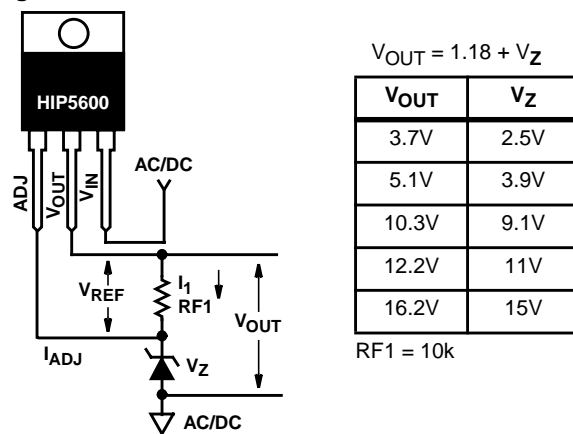 HIP5600
ADJ
VOUT
VIN
AC/DC
VREF
I1
RF1
VOUT
IADJ
VZ
AC/DC
VOUT = 1.18 + VZ
VOUT VZ
3.7V 2.5V
5.1V 3.9V
10.3V 9.1V
12.2V 11V
16.2V 15V
RF1 = 10k